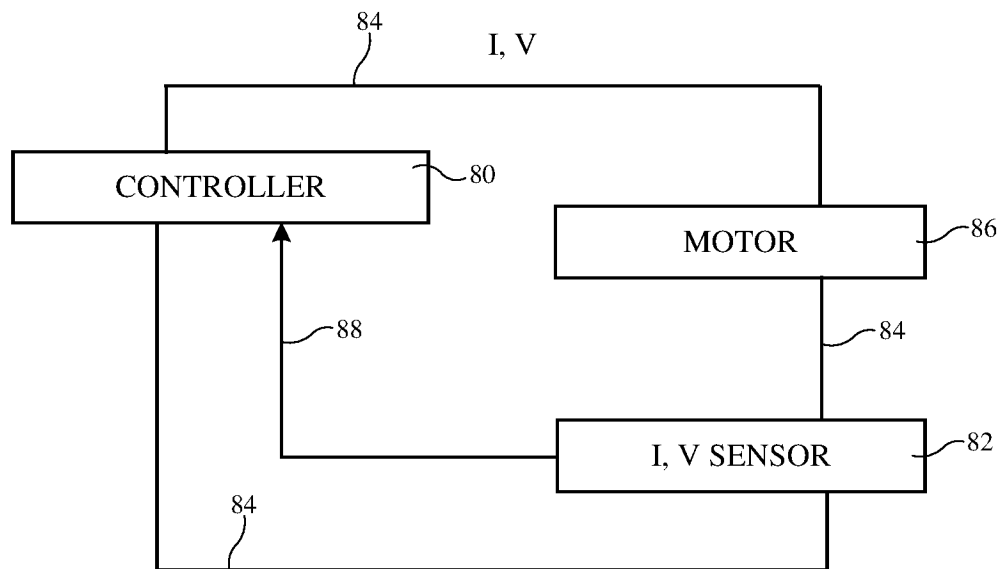 84
I, V
CONTROLLER
80
MOTOR
86
88
84
I, V SENSOR
82
84